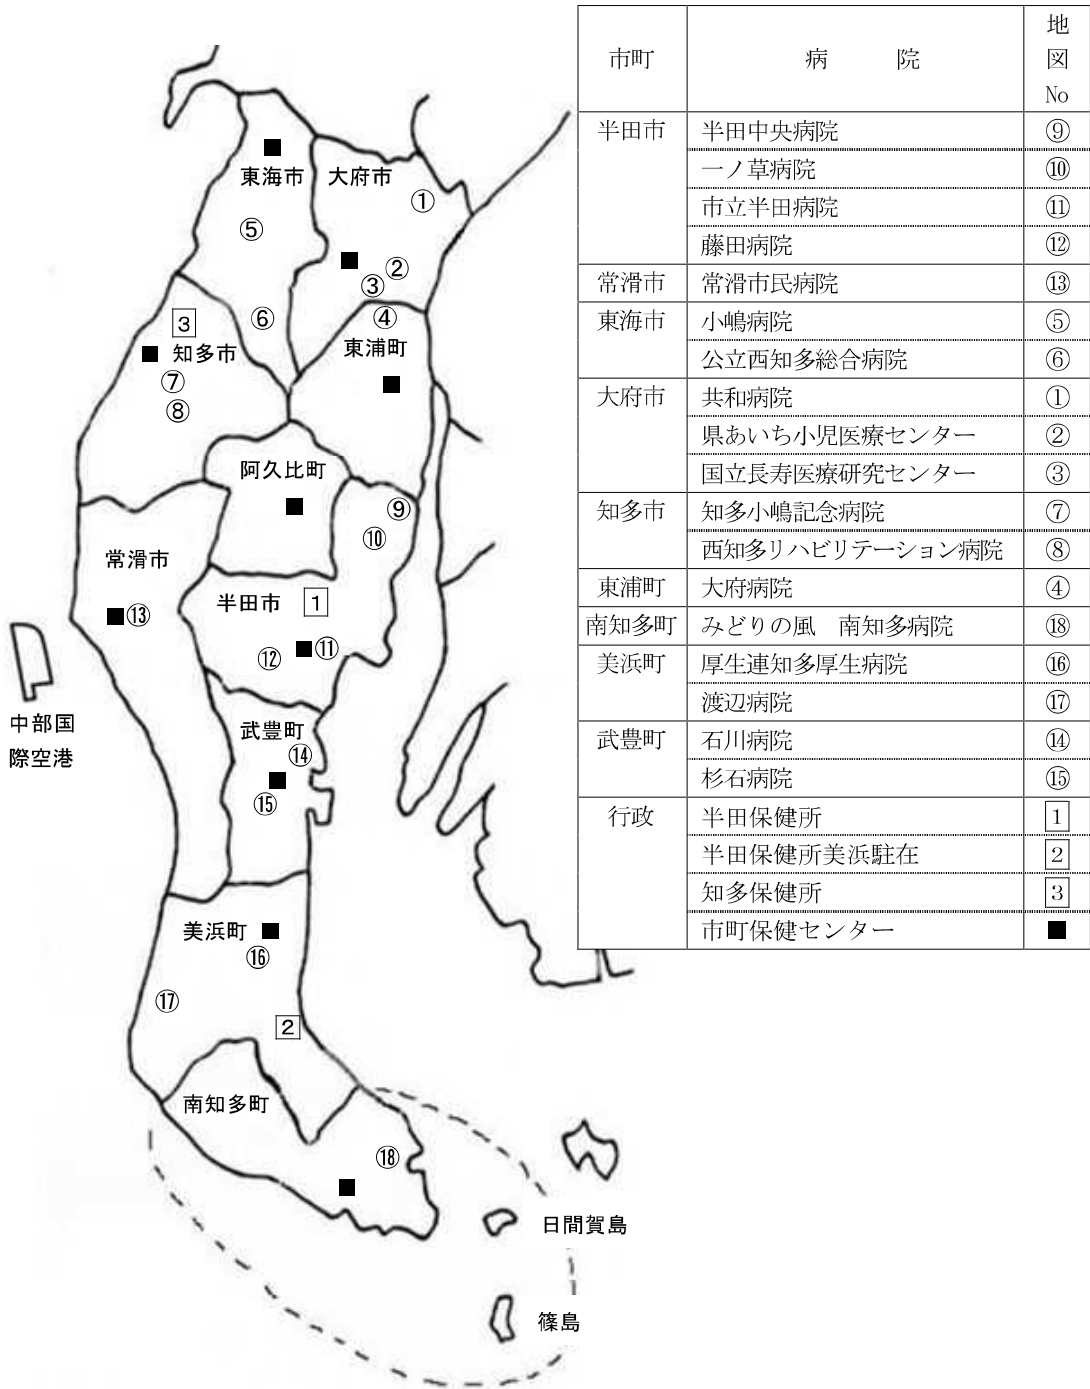 東海市
大府市
①
⑤
②
③
⑥
④
3
知多市
東浦町
⑦
⑧
阿久比町
⑨
⑩
常滑市
半田市 1
⑬
⑫
⑪
中部国
際空港
武豊町
⑭
⑮
美浜町
⑯
⑰
2
南知多町
⑱
日間賀島
篠島
市町 病 院 地図No
半田市 半田中央病院 ⑨
一ノ草病院 ⑩
市立半田病院 ⑪
藤田病院 ⑫
常滑市 常滑市民病院 ⑬
東海市 小嶋病院 ⑤
公立西知多総合病院 ⑥
大府市 共和病院 ①
県あいち小児医療センター ②
国立長寿医療研究センター ③
知多市 知多小嶋記念病院 ⑦
西知多リハビリテーション病院 ⑧
東浦町 大府病院 ④
南知多町 みどりの風 南知多病院 ⑱
美浜町 厚生連知多厚生病院 ⑯
渡辺病院 ⑰
武豊町 石川病院 ⑭
杉石病院 ⑮
行政 半田保健所 1
半田保健所美浜駐在 2
知多保健所 3
市町保健センター ■